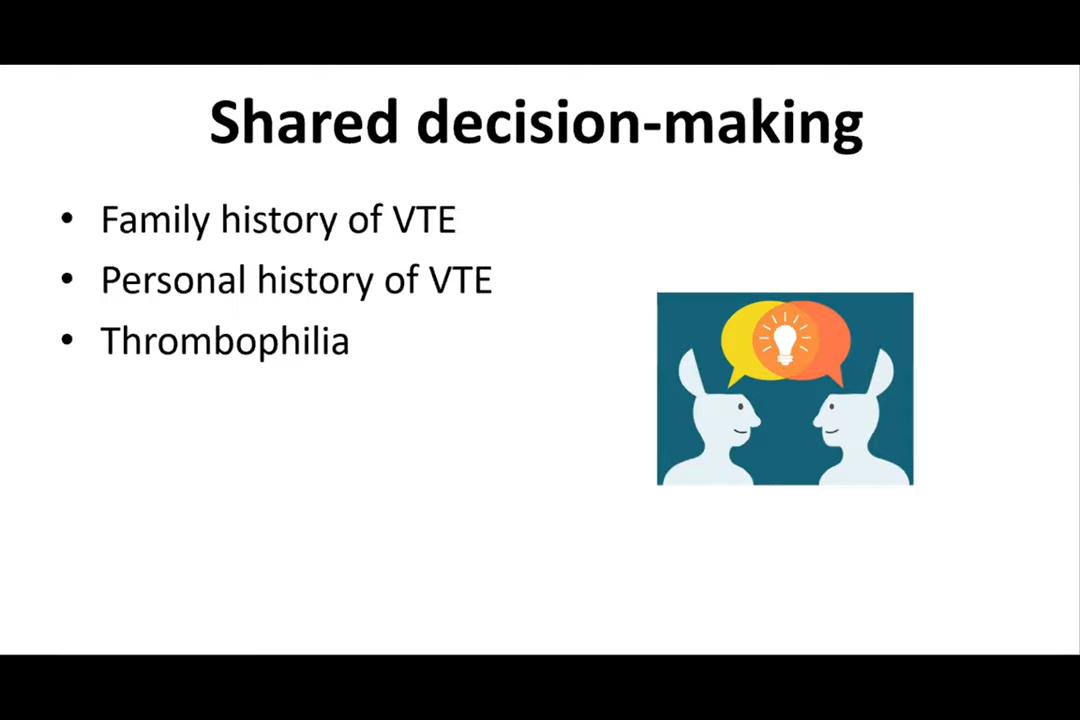 Shared decision-making
• Family history of VTE
• Personal history of VTE
• Thrombophilia